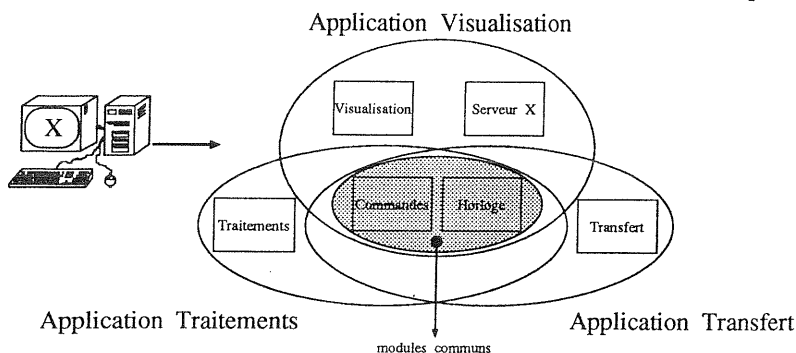 Application Visualisation
Visualisation
Serveur X
X
Commandes
Horloge
Traitements
Transfert
Application Traitements
Application Transfert
modules communs